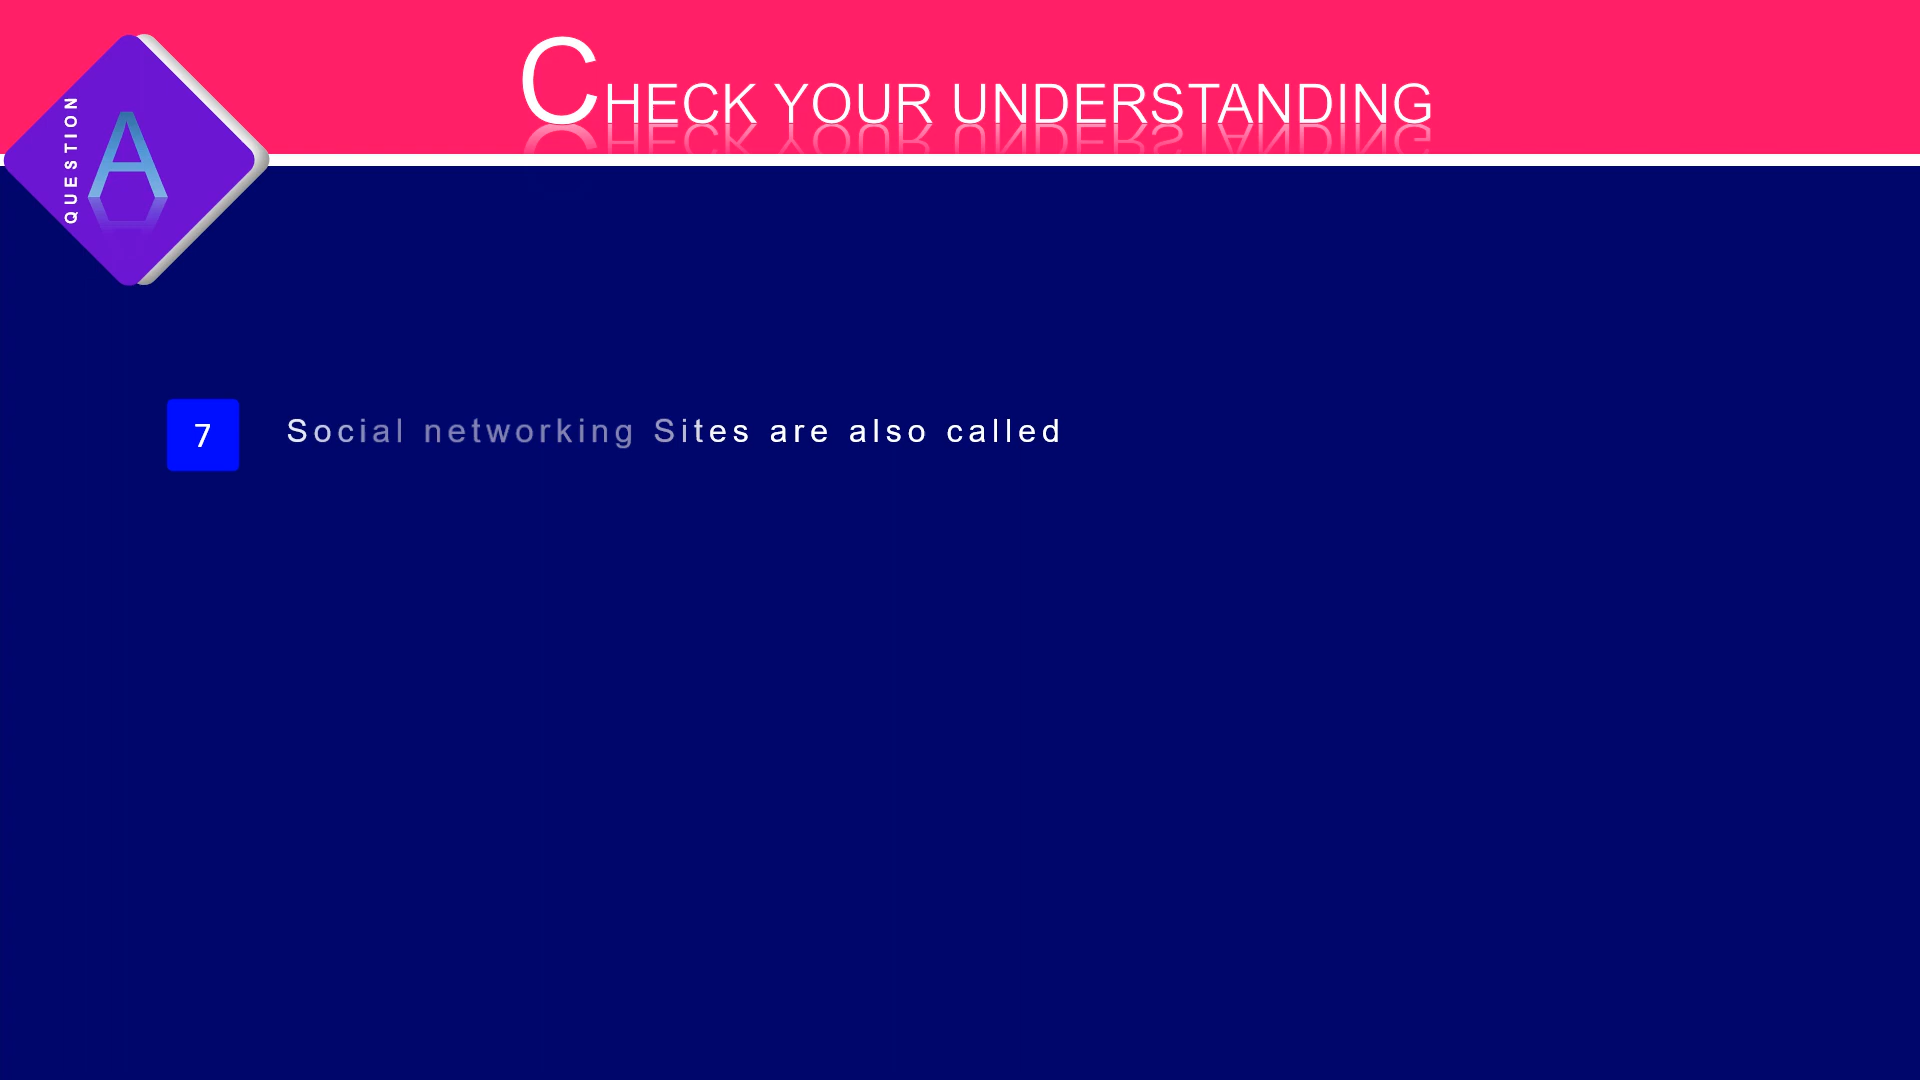 CHECK YOUR UNDERSTANDING
QUESTION
A
7
Social networking Sites are also called